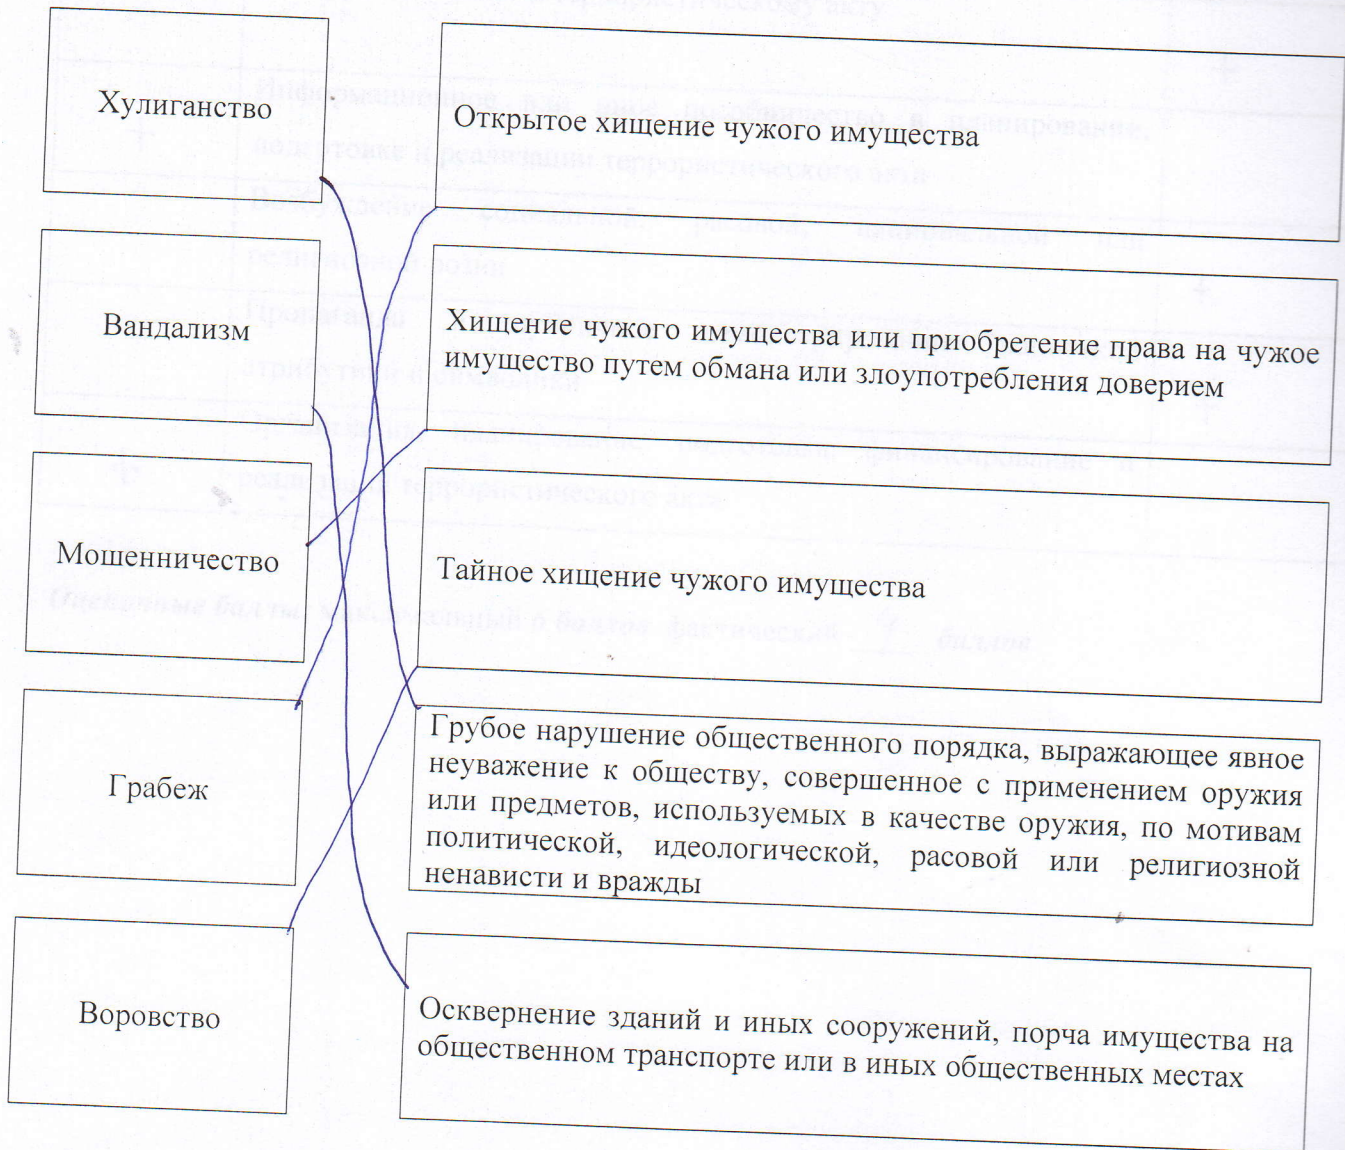 Хулиганство
Открытое хищение чужого имущества
Вандализм
Хищение чужого имущества или приобретение права на чужое
имущество путем обмана или злоупотребления доверием
Мошенничество
Тайное хищение чужого имущества
Грабеж
Грубое нарушение общественного порядка, выражающее явное
неуважение к обществу, совершенное с применением оружия
или предметов, используемых в качестве оружия, по мотивам
политической, идеологической, расовой или религиозной
ненависти и вражды
Воровство
Осквернение зданий и иных сооружений, порча имущества на
общественном транспорте или в иных общественных местах